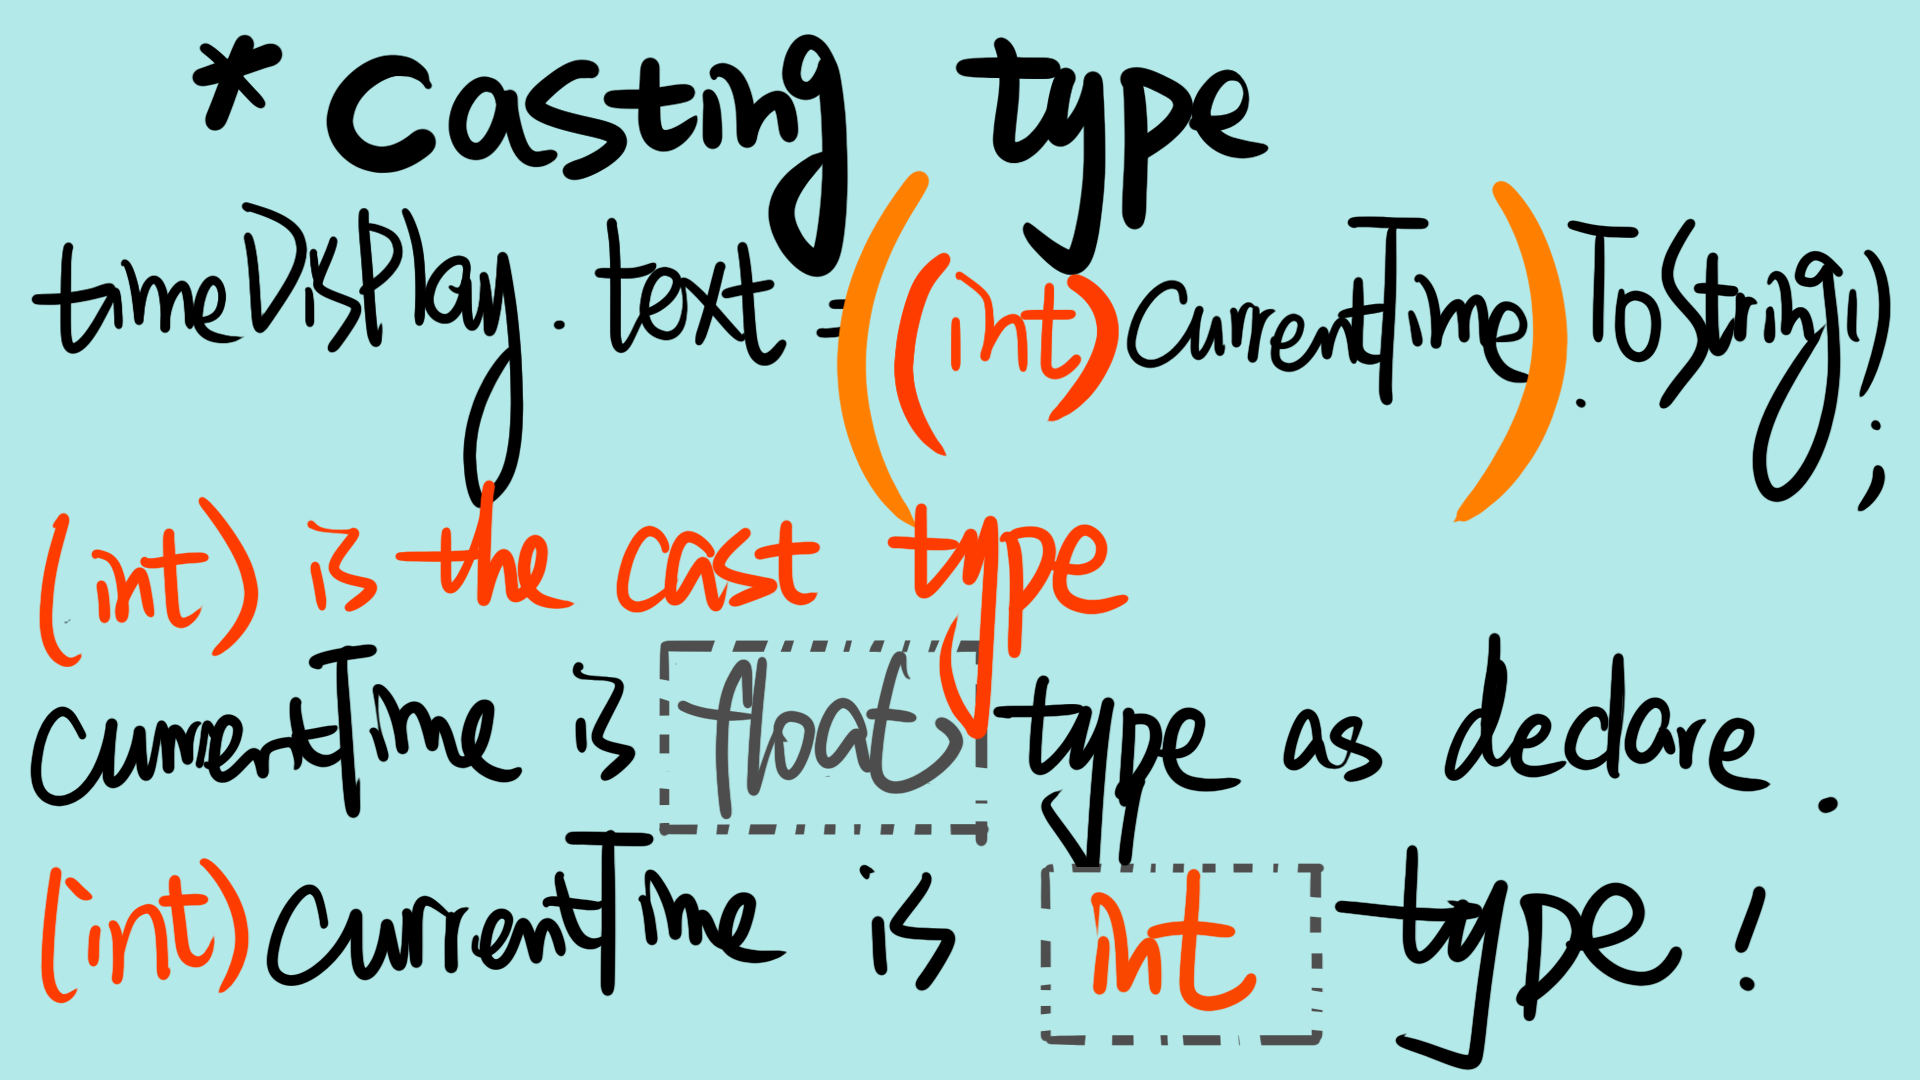 * Casting type
timeDisplay.text = ((int)CurrentTime).ToString();
(int) is the cast type
CurrentTime is float type as declare.
(int)CurrentTime is int type!